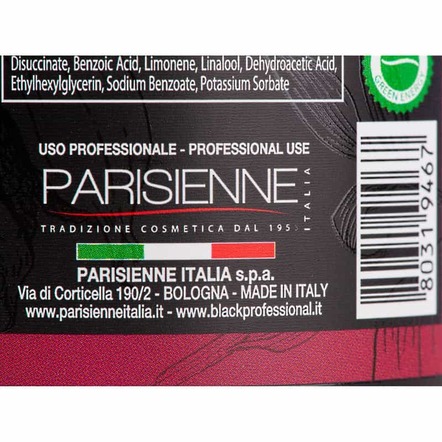 Disuccinate, Benzoic Acid, Limonene, Linalool, Dehydroacetic Acid,
Ethylhexylglycerin, Sodium Benzoate, Potassium Sorbate
GREEN ENERGY
USO PROFESSIONALE - PROFESSIONAL USE
PARISIENNE
ITALIA
TRADIZIONE COSMETICA DAL 195
PARISIENNE ITALIA s.p.a.
Via di Corticella 190/2 - BOLOGNA - MADE IN ITALY
www.parisienneitalia.it - www.blackprofessional.it
8031 9467